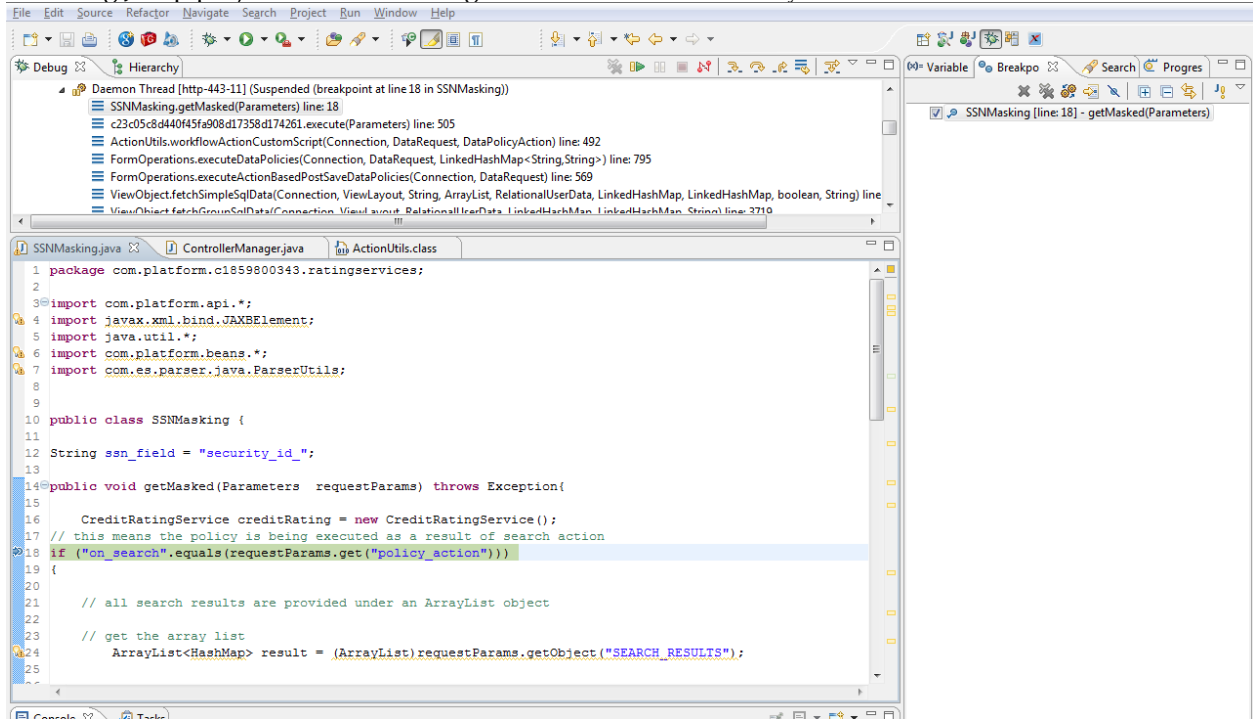 File Edit Source Refactor Navigate Search Project Run Window Help
Debug Hierarchy
Daemon Thread [http-443-11] (Suspended (breakpoint at line 18 in SSNMasking))
SSNMasking.getMasked(Parameters) line: 18
c23c05c8d440f45fa908d17358d174261.execute(Parameters) line: 505
ActionUtils.workflowActionCustomScript(Connection, DataRequest, DataPolicyAction) line: 492
FormOperations.executeDataPolicies(Connection, DataRequest, LinkedHashMap<String,String>) line: 795
FormOperations.executeActionBasedPostSaveDataPolicies(Connection, DataRequest) line: 569
ViewObject.fetchSimpleSqlData(Connection, ViewLayout, String, ArrayList, RelationalUserData, LinkedHashMap, LinkedHashMap, boolean, String) line
ViewObject.fetchGroupSqlData(Connection, ViewLayout, RelationalUserData, LinkedHashMap, LinkedHashMap, String) line: 3719
(x)= Variable Breakpo Search Progres
SSNMasking [line: 18] - getMasked(Parameters)
SSNMasking.java ControllerManager.java ActionUtils.class
1 package com.platform.c1859800343.ratingservices;
2
3 import com.platform.api.*;
4 import javax.xml.bind.JAXBElement;
5 import java.util.*;
6 import com.platform.beans.*;
7 import com.es.parser.java.ParserUtils;
8
9
10 public class SSNMasking {
11
12 String ssn_field = "security_id_";
13
14 public void getMasked(Parameters requestParams) throws Exception{
15
16 CreditRatingService creditRating = new CreditRatingService();
17 // this means the policy is being executed as a result of search action
18 if ("on_search".equals(requestParams.get("policy_action")))
19 {
20
21 // all search results are provided under an ArrayList object
22
23 // get the array list
24 ArrayList<HashMap> result = (ArrayList)requestParams.getObject("SEARCH_RESULTS");
25
Console Tasks